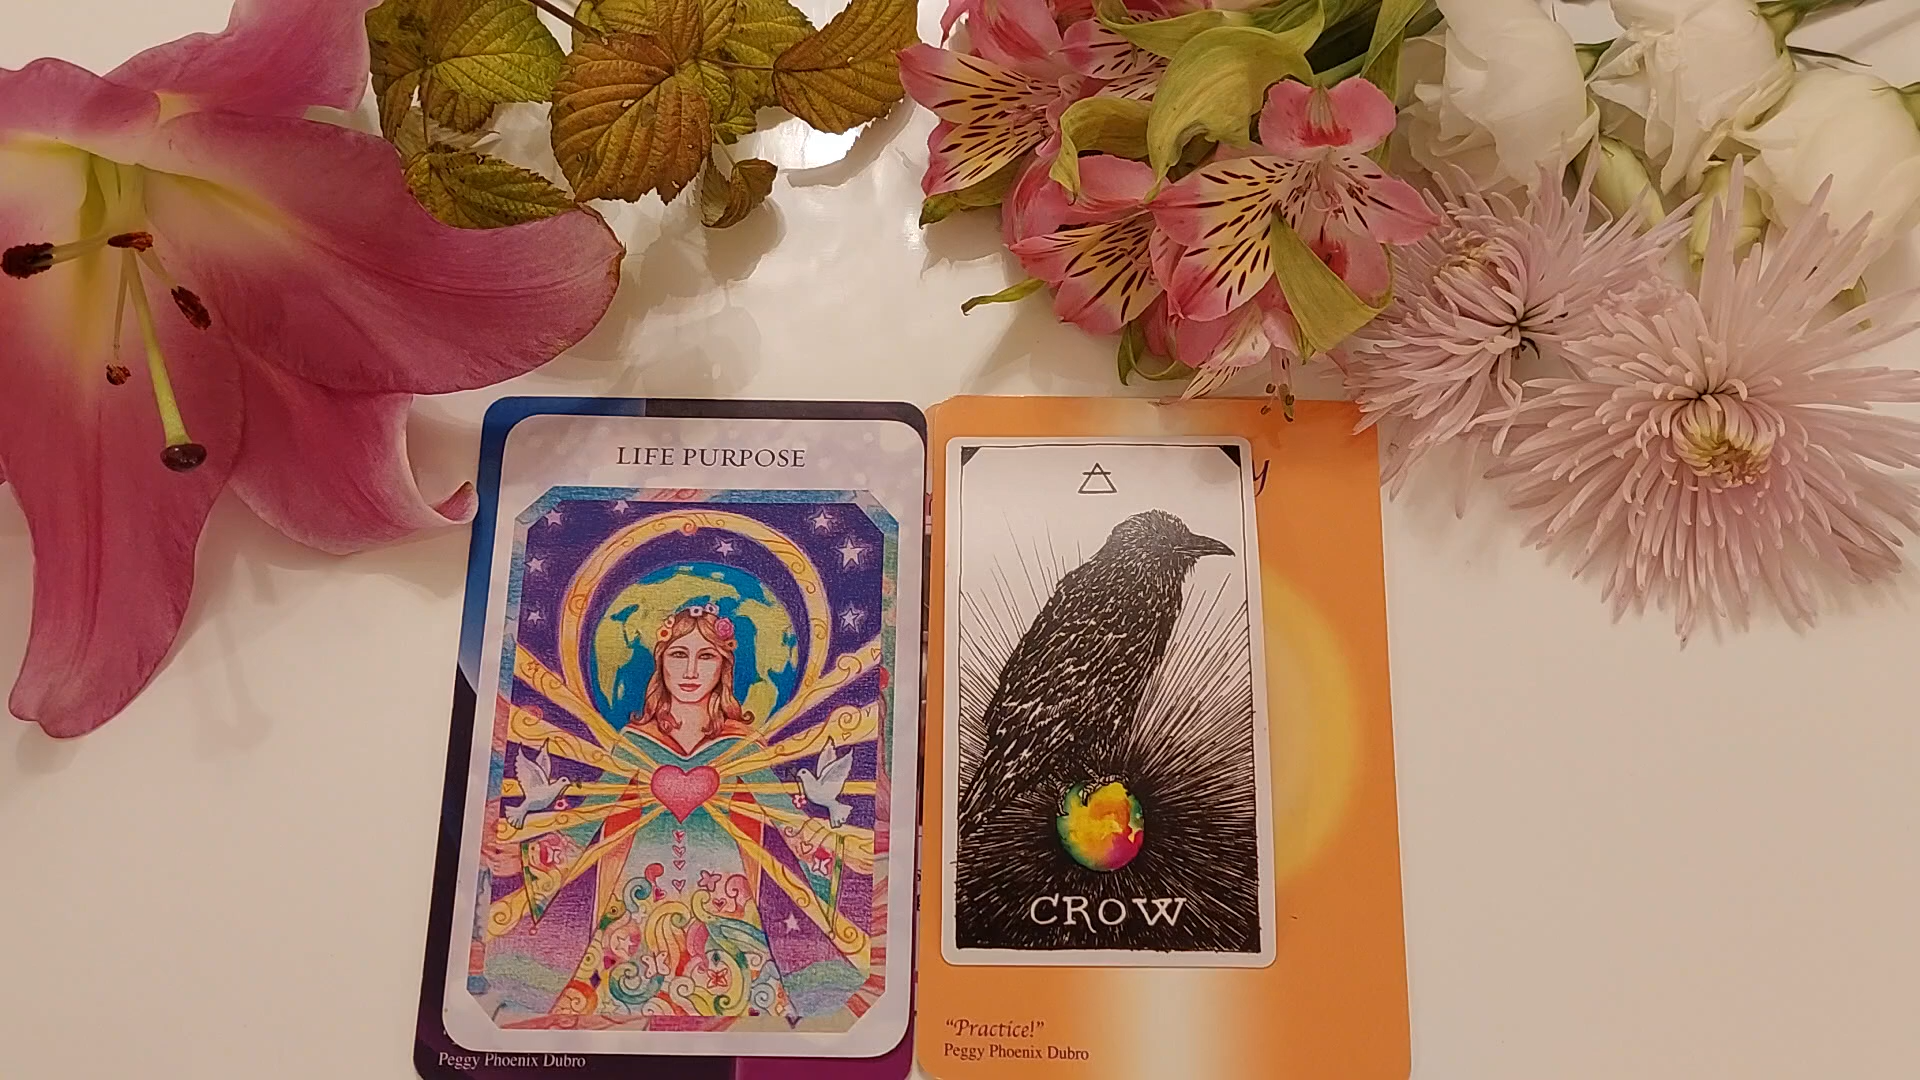 LIFE PURPOSE
Peggy Phoenix Dubro
y
CROW
"Practice!"
Peggy Phoenix Dubro